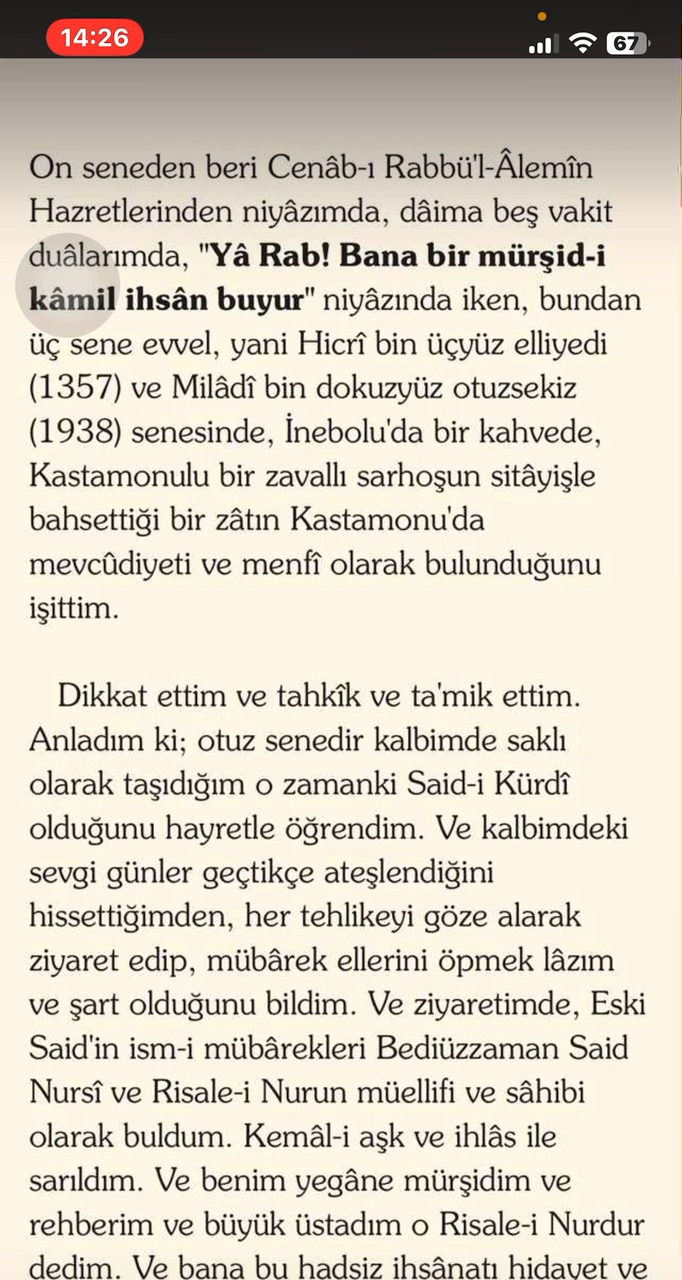 14:26
67
On seneden beri Cenâb-ı Rabbü'l-Âlemîn
Hazretlerinden niyâzımda, dâima beş vakit
duâlarımda, "Yâ Rab! Bana bir mürşid-i
kâmil ihsân buyur" niyâzında iken, bundan
üç sene evvel, yani Hicrî bin üçyüz elliyedi
(1357) ve Milâdî bin dokuzyüz otuzsekiz
(1938) senesinde, İnebolu'da bir kahvede,
Kastamonulu bir zavallı sarhoşun sitâyişle
bahsettiği bir zâtın Kastamonu'da
mevcûdiyeti ve menfî olarak bulunduğunu
işittim.
Dikkat ettim ve tahkîk ve ta'mik ettim.
Anladım ki; otuz senedir kalbimde saklı
olarak taşıdığım o zamanki Said-i Kürdî
olduğunu hayretle öğrendim. Ve kalbimdeki
sevgi günler geçtikçe ateşlendiğini
hissettiğimden, her tehlikeyi göze alarak
ziyaret edip, mübârek ellerini öpmek lâzım
ve şart olduğunu bildim. Ve ziyaretimde, Eski
Said'in ism-i mübârekleri Bediüzzaman Said
Nursî ve Risale-i Nurun müellifi ve sâhibi
olarak buldum. Kemâl-i aşk ve ihlâs ile
sarıldım. Ve benim yegâne mürşidim ve
rehberim ve büyük üstadım o Risale-i Nurdur
dedim. Ve bana bu hadsiz ihsânatı hidayet ve